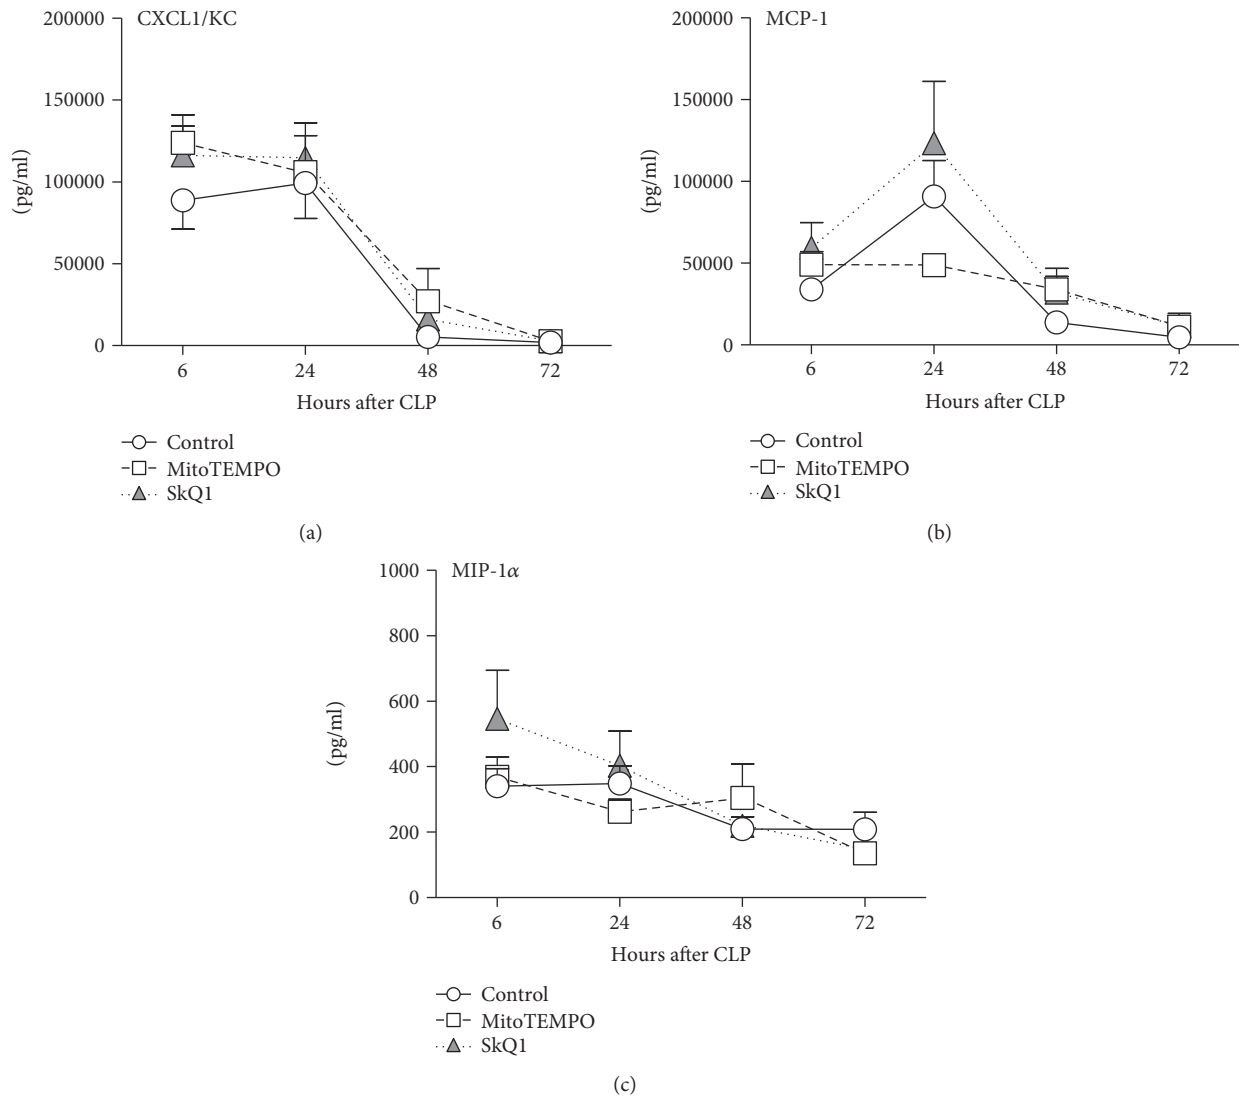 CXCL1/KC
200000
150000
100000
50000
0
(pg/ml)
6 24 48 72
Hours after CLP
Control
MitoTEMPO
SkQ1
(a)
MCP-1
200000
150000
100000
50000
0
(pg/ml)
6 24 48 72
Hours after CLP
Control
MitoTEMPO
SkQ1
(b)
MIP-1α
1000
800
600
400
200
0
(pg/ml)
6 24 48 72
Hours after CLP
Control
MitoTEMPO
SkQ1
(c)